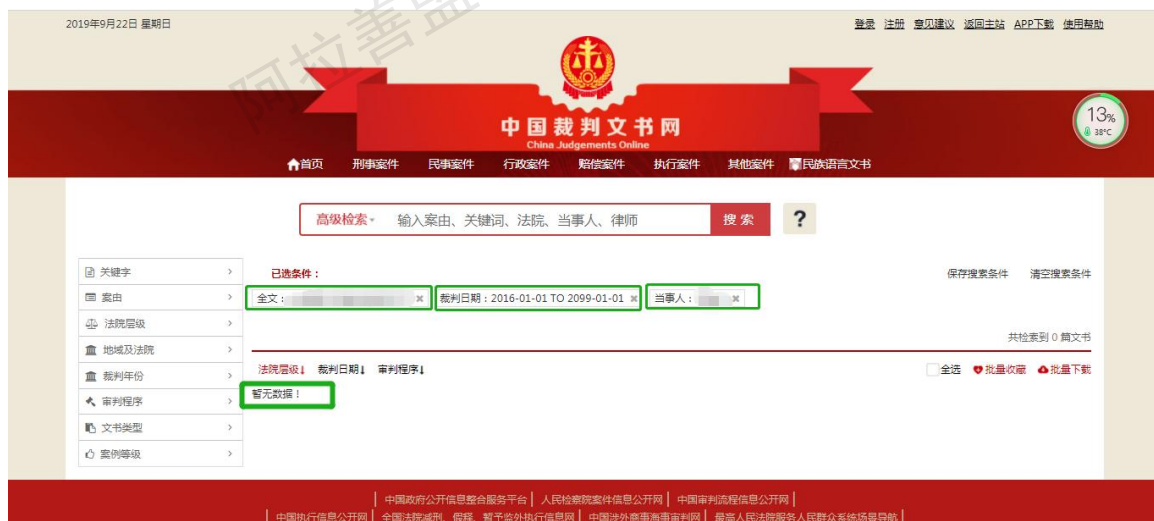 2019年9月22日 星期日
登录 注册 意见建议 返回主站 APP下载 使用帮助
阿拉善盟
中国裁判文书网
China Judgements Online
13%
38°C
首页 刑事案件 民事案件 行政案件 赔偿案件 执行案件 其他案件 民族语言文书
高级检索 输入案由、关键词、法院、当事人、律师 搜索 ?
关键字
案由
法院层级
地域及法院
裁判年份
审判程序
文书类型
案例等级
已选条件：
保存搜索条件 清空搜索条件
全文： × 裁判日期：2016-01-01 TO 2099-01-01 × 当事人： ×
共检索到 0 篇文书
法院层级↓ 裁判日期↓ 审判程序↓
全选 批量收藏 批量下载
暂无数据！
| 中国政府公开信息整合服务平台 | 人民检察院案件信息公开网 | 中国审判流程信息公开网 |
| 中国执行信息公开网 | 全国法院减刑、假释、暂予监外执行信息网 | 中国涉外商事海事审判网 | 最高人民法院服务人民群众系统场景导航 |